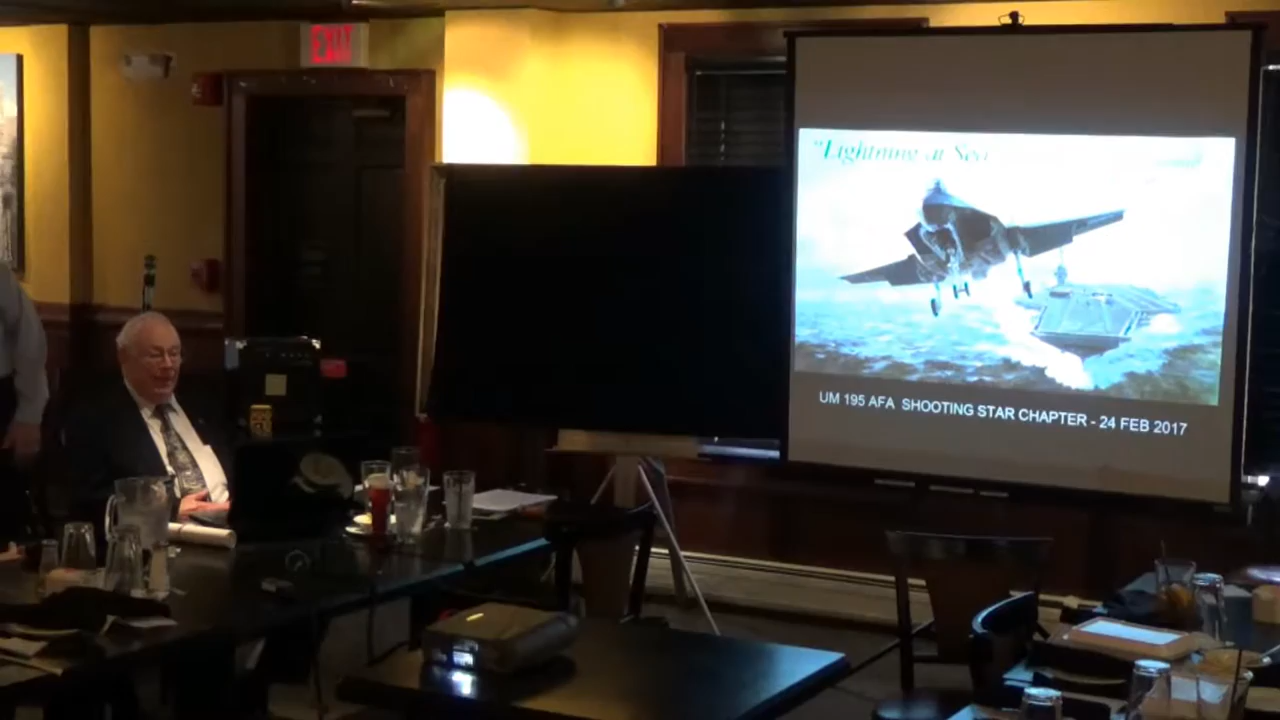 EXIT
"Lightning at Sea
UM 195 AFA SHOOTING STAR CHAPTER - 24 FEB 2017